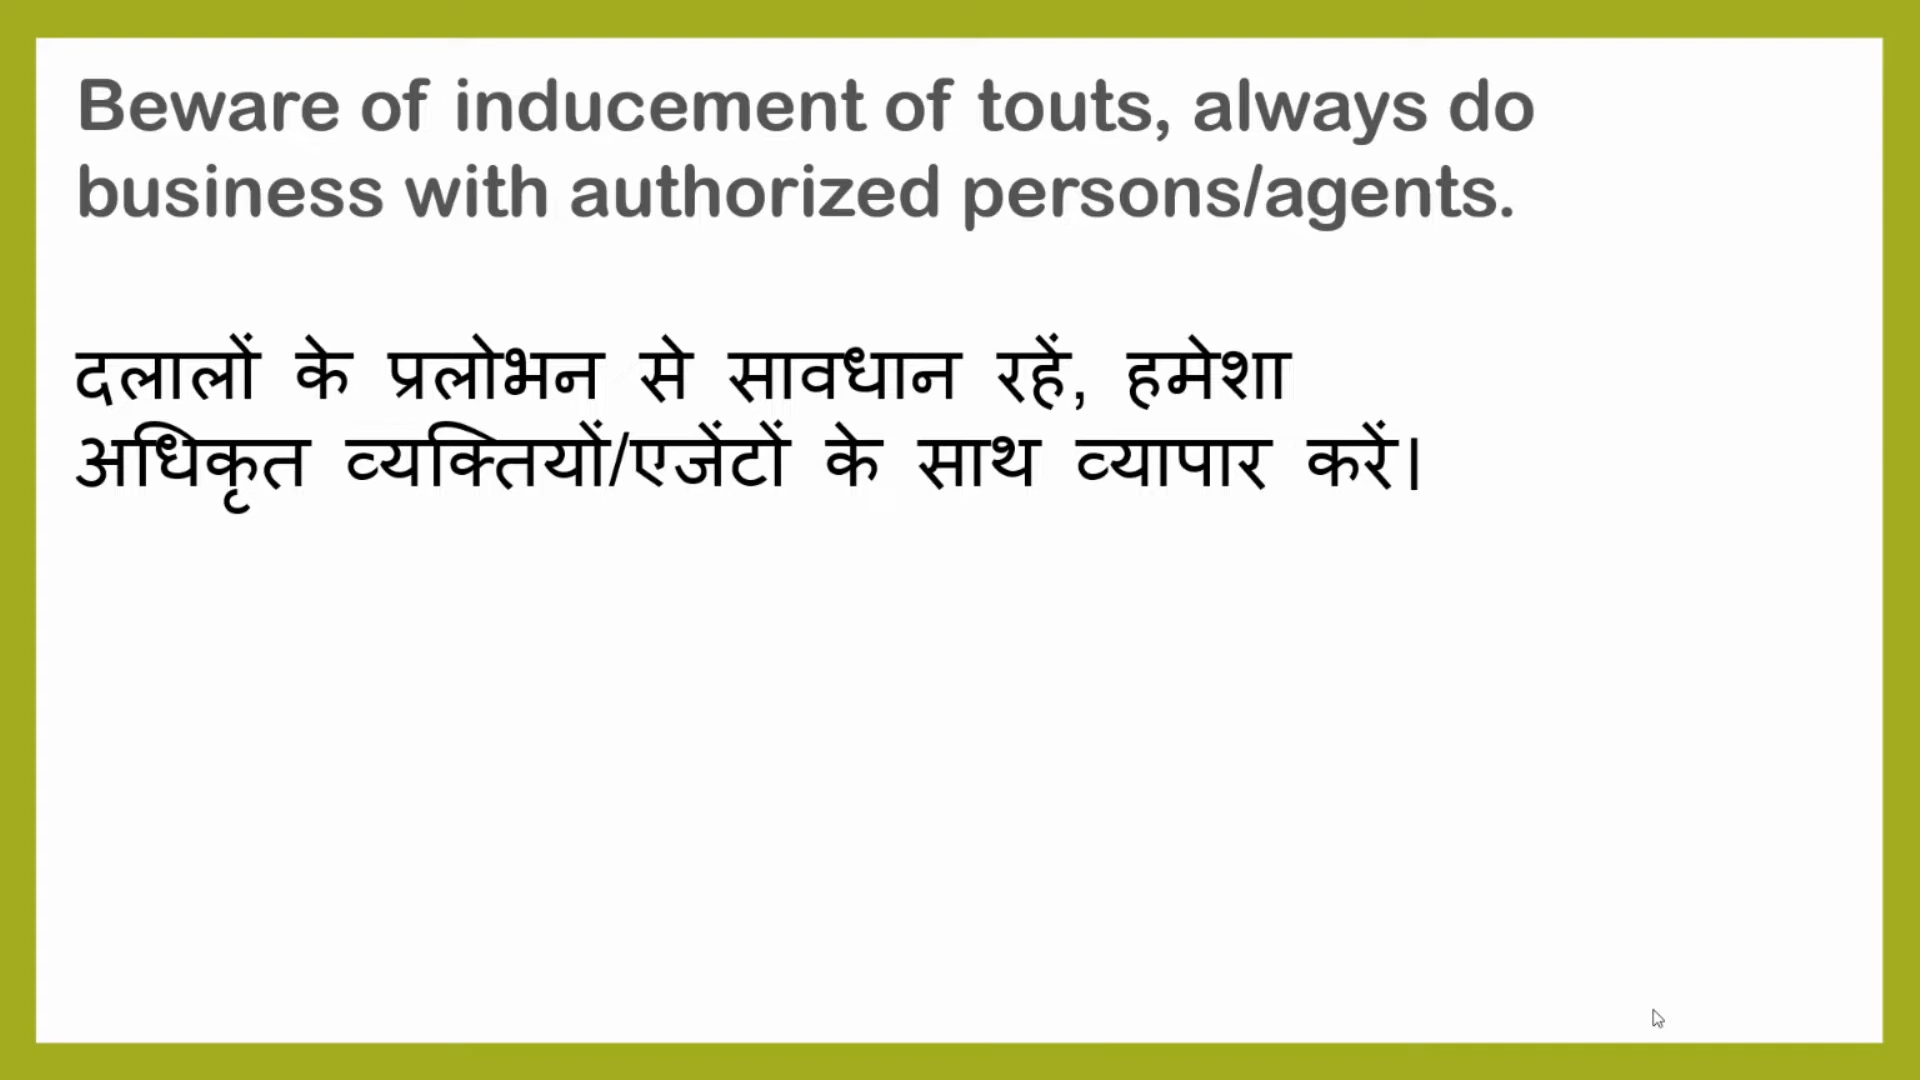 Beware of inducement of touts, always do
business with authorized persons/agents.
दलालों के प्रलोभन से सावधान रहें, हमेशा
अधिकृत व्यक्तियों/एजेंटों के साथ व्यापार करें।